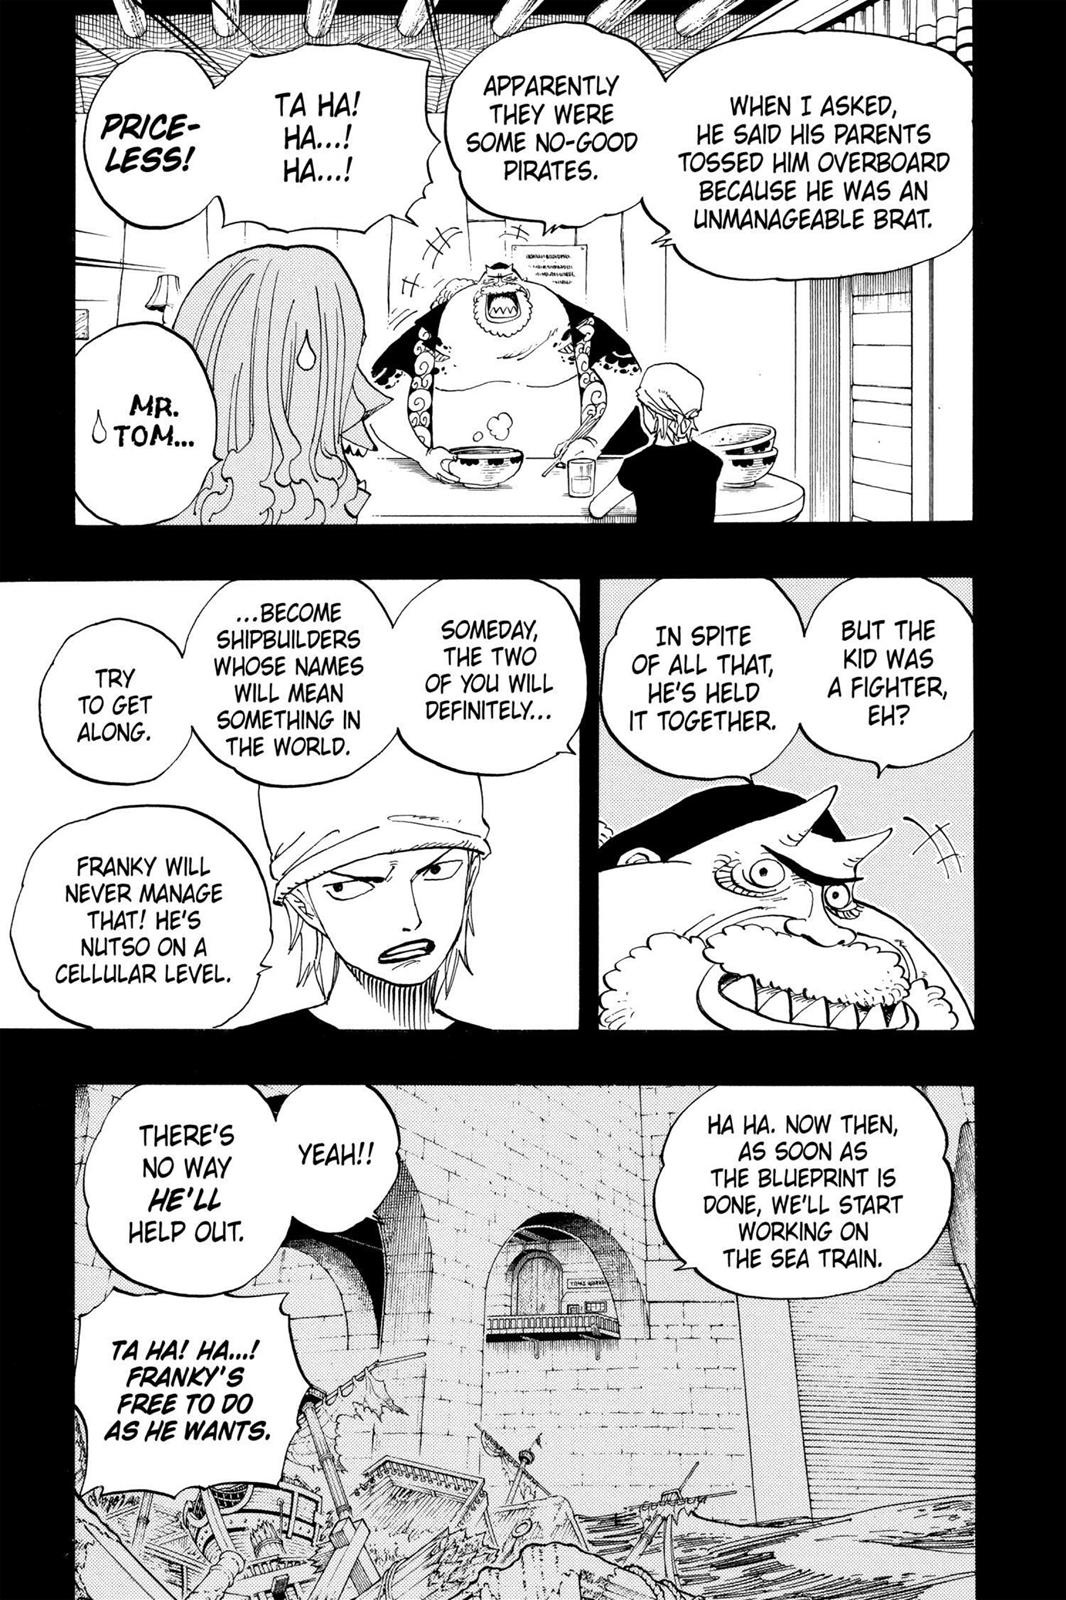 WHEN I ASKED,
HE SAID HIS PARENTS
TOSSED HIM OVERBOARD
BECAUSE HE WAS AN
UNMANAGEABLE BRAT.
APPARENTLY
THEY WERE
SOME NO-GOOD
PIRATES.
TA HA!
HA...!
HA...!
PRICE-
LESS!
MR.
TOM...
BUT THE
KID WAS
A FIGHTER,
EH?
IN SPITE
OF ALL THAT,
HE'S HELD
IT TOGETHER.
SOMEDAY,
THE TWO
OF YOU WILL
DEFINITELY...
...BECOME
SHIPBUILDERS
WHOSE NAMES
WILL MEAN
SOMETHING IN
THE WORLD.
TRY
TO GET
ALONG.
FRANKY WILL
NEVER MANAGE
THAT! HE'S
NUTSO ON A
CELLULAR LEVEL.
HA HA. NOW THEN,
AS SOON AS
THE BLUEPRINT IS
DONE, WE'LL START
WORKING ON
THE SEA TRAIN.
YEAH!!
THERE'S
NO WAY
HE'LL
HELP OUT.
TA HA! HA...!
FRANKY'S
FREE TO DO
AS HE WANTS.